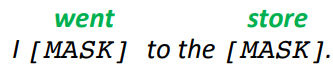 went store
I [MASK] to the [MASK].